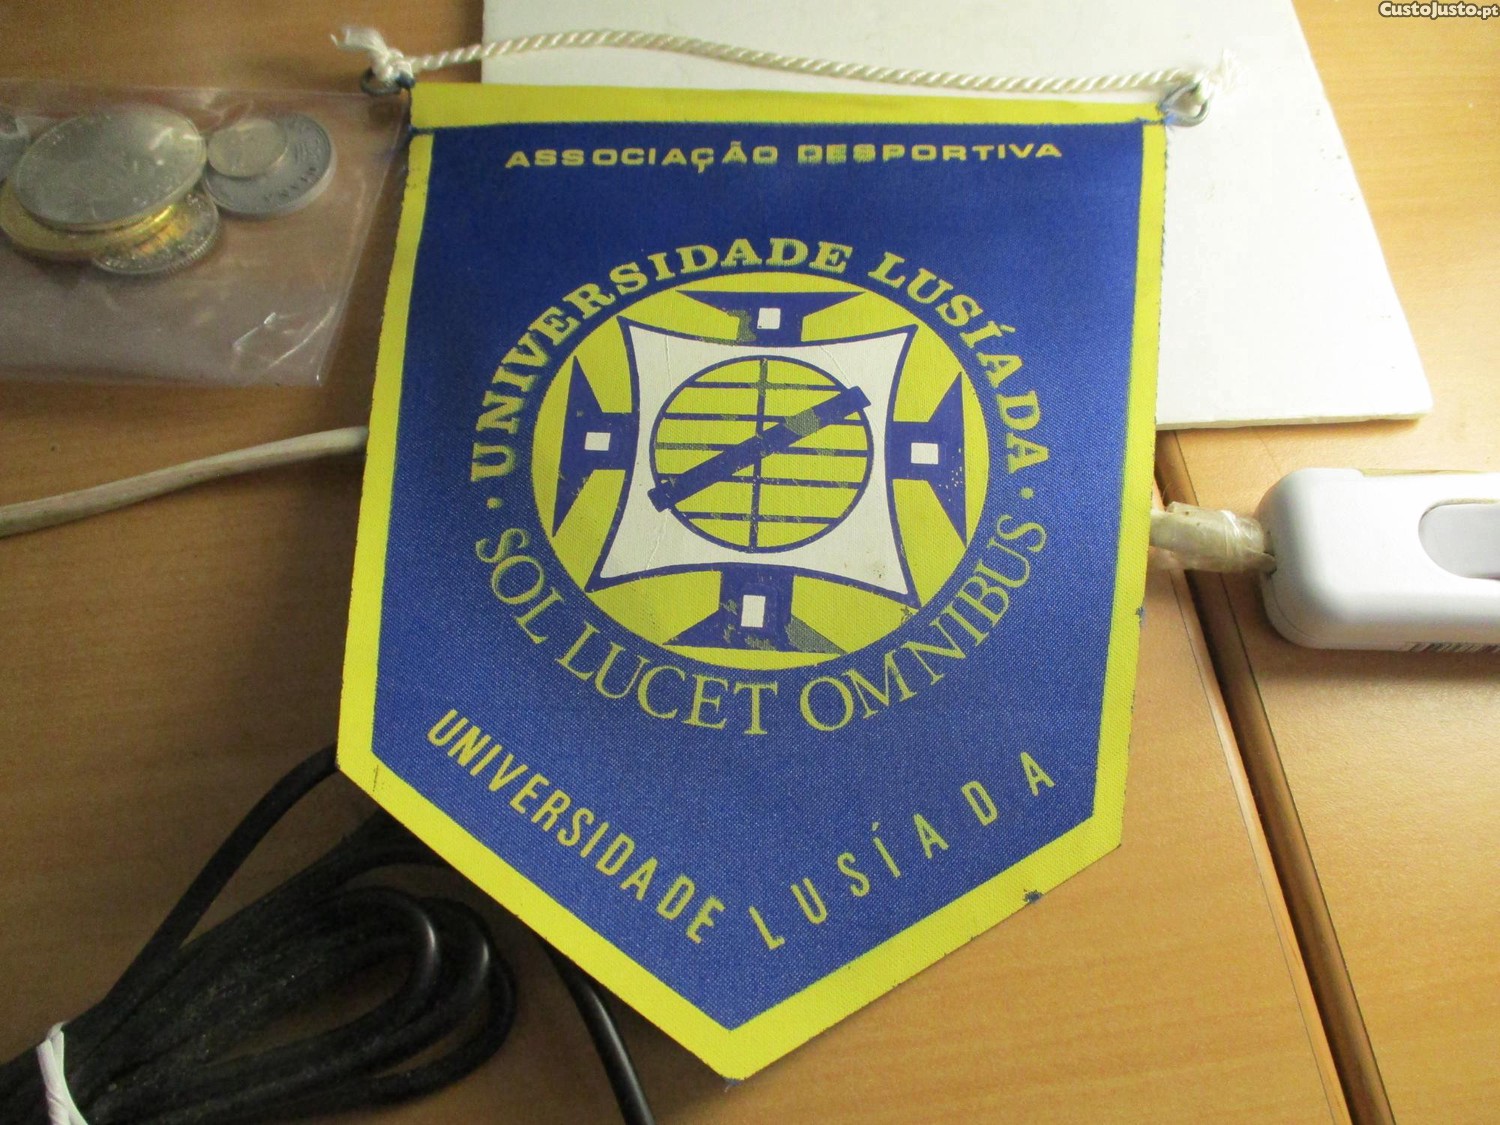 CustoJusto.pt
ASSOCIAÇÃO DESPORTIVA
UNIVERSIDADE LUSÍADA
· SOL LUCET OMNIBUS ·
UNIVERSIDADE LUSÍADA